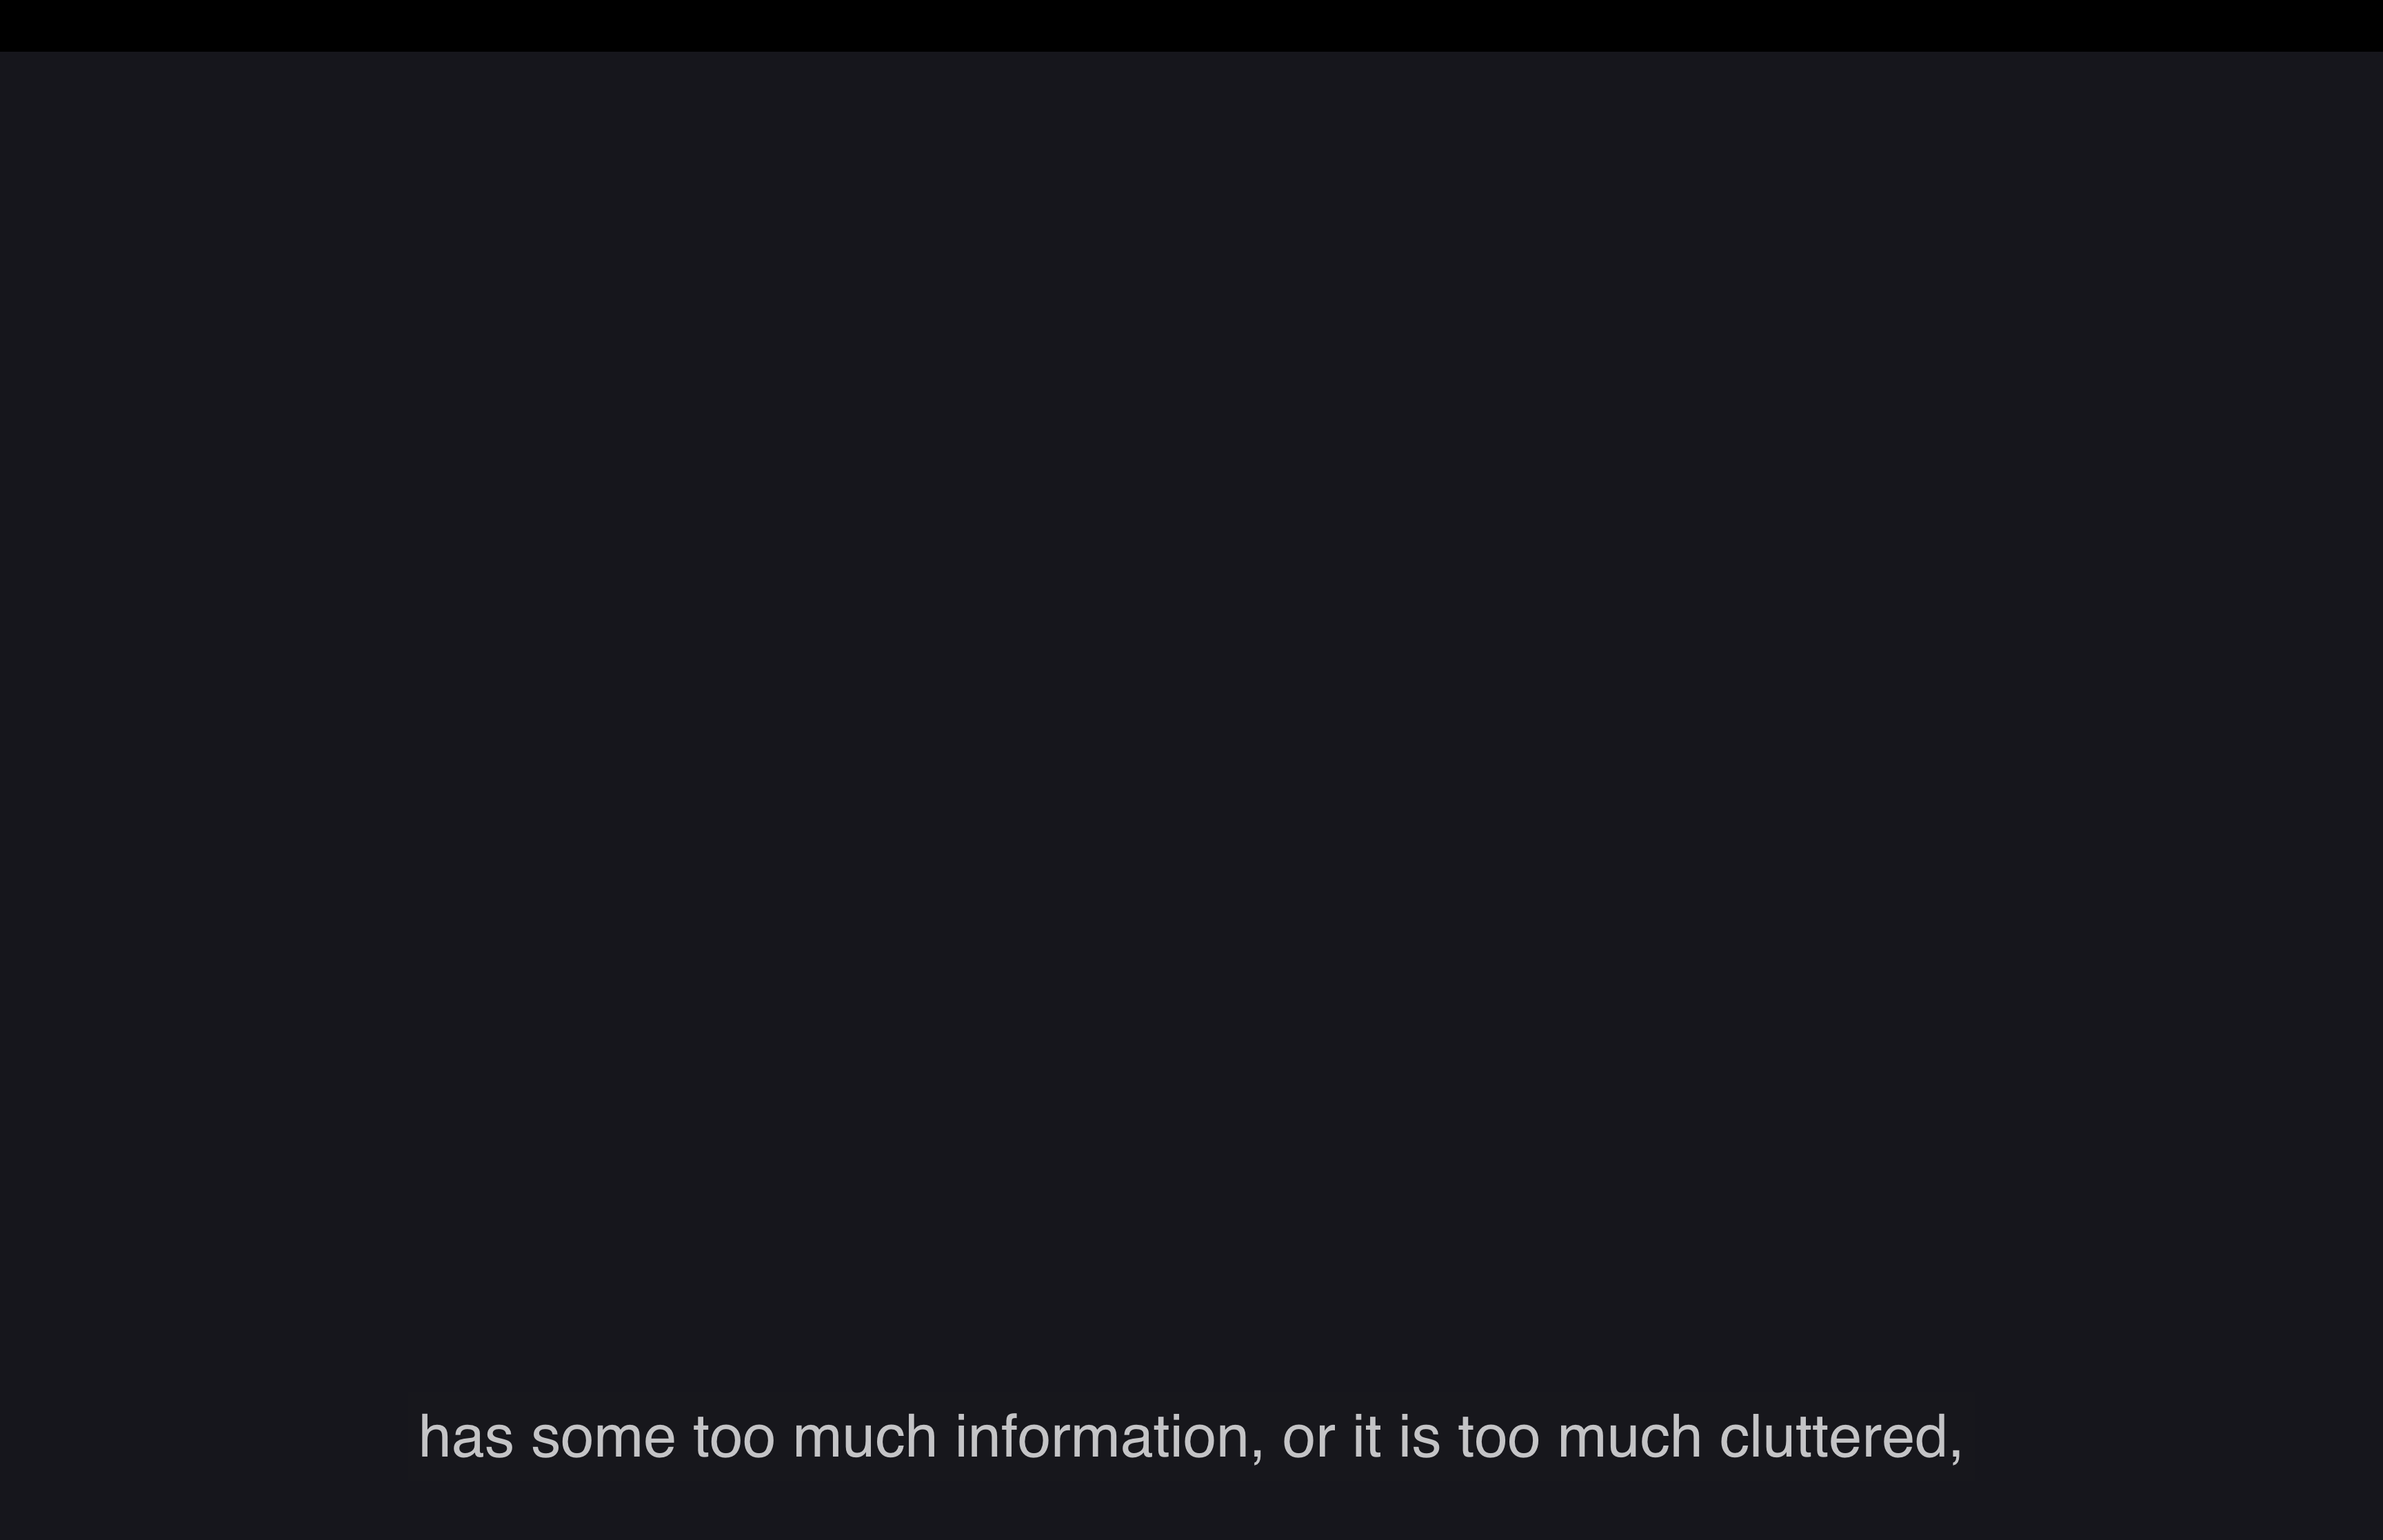 has some too much information, or it is too much cluttered,